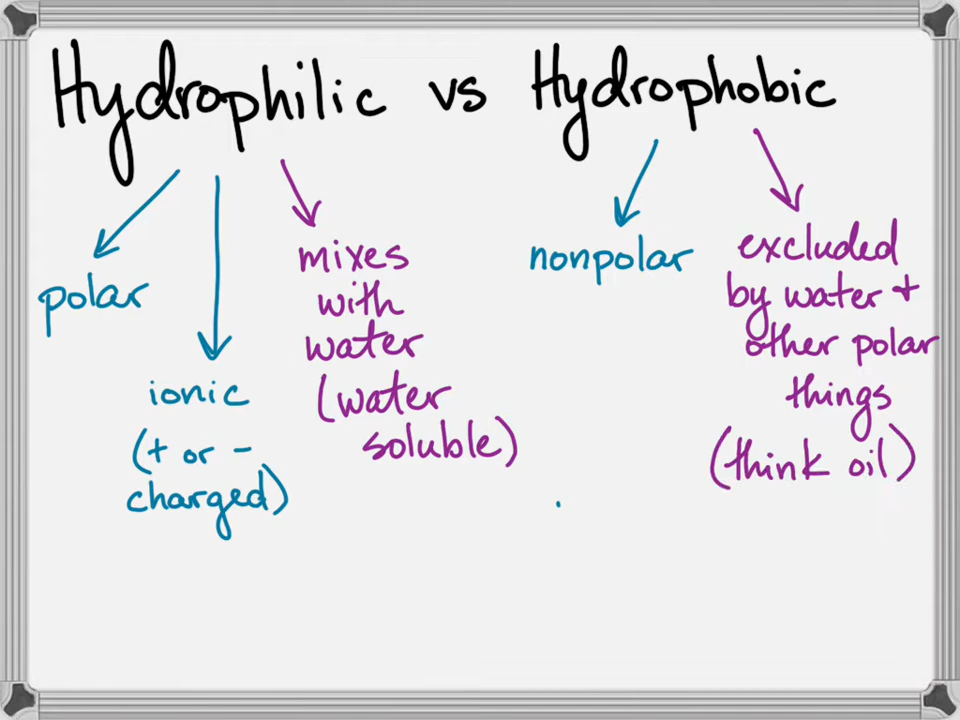 Hydrophilic vs Hydrophobic
polar
ionic
(+ or -
charged)
mixes
with
water
(water
soluble)
nonpolar
excluded
by water +
other polar
things
(think oil)